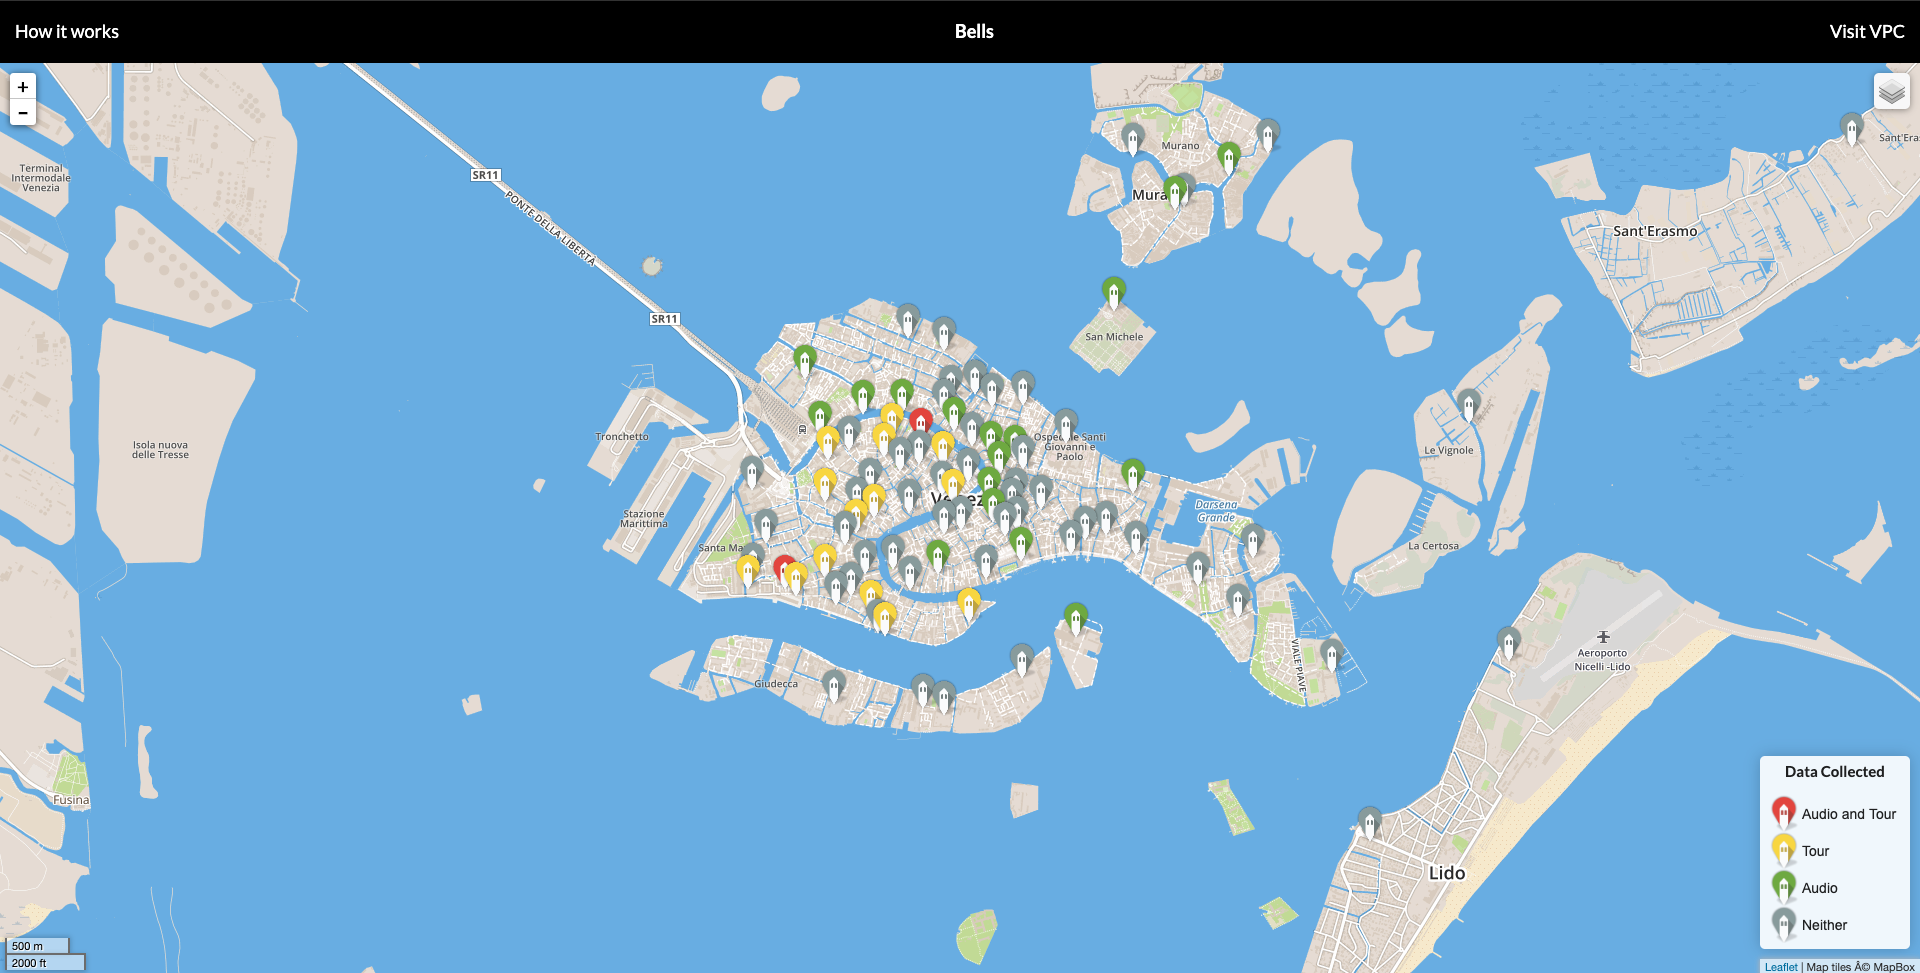 How it works
Bells
Visit VPC
+
-
Terminal
Intermodale
Venezia
SR11
PONTE DELLA LIBERTÀ
SR11
Murano
Mura
Sant'Eras
Sant'Erasmo
San Michele
Isola nuova
delle Tresse
Tronchetto
Ospedale Santi
Giovanni e
Paolo
Le Vignole
Stazione
Marittima
Darsena
Grande
La Certosa
Santa Ma
Giudecca
VIALE PIAVE
Aeroporto
Nicelli -Lido
Fusina
Lido
Data Collected
Audio and Tour
Tour
Audio
Neither
500 m
2000 ft
Leaflet | Map tiles Â© MapBox